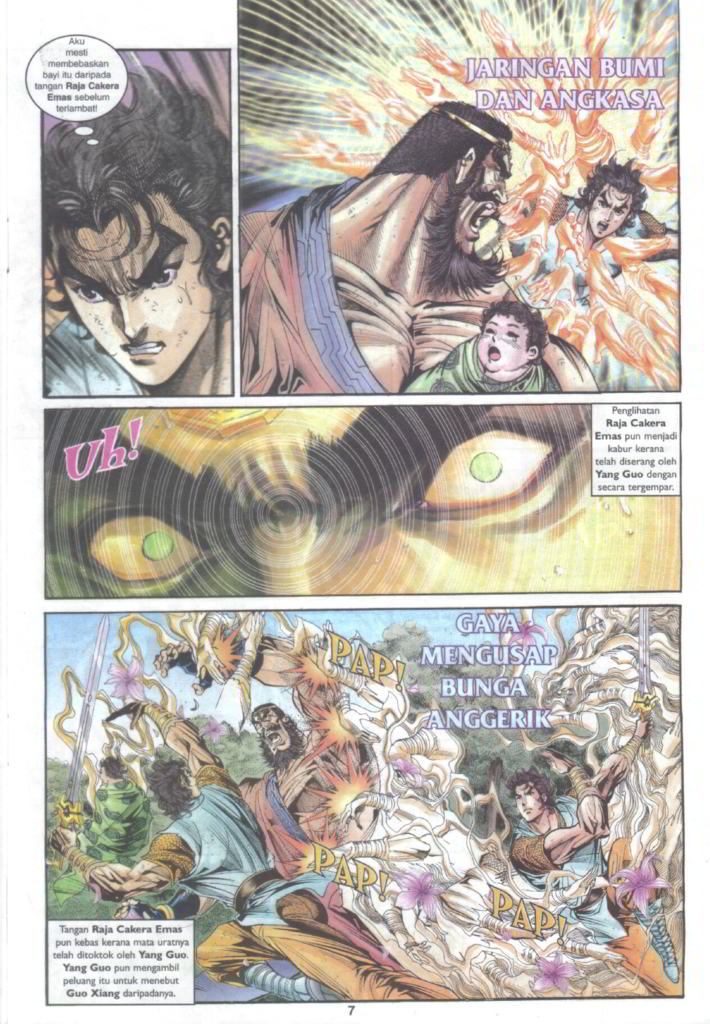 Aku
mesti
membebaskan
bayi itu daripada
tangan Raja Cakera
Emas sebelum
terlambat!
JARINGAN BUMI
DAN ANGKASA
Uh!
Penglihatan
Raja Cakera
Emas pun menjadi
kabur kerana
telah diserang oleh
Yang Guo dengan
secara tergempar.
GAYA
MENGUSAP
BUNGA
ANGGERIK
PAP!
PAP!
PAP!
Tangan Raja Cakera Emas
pun kebas kerana mata uratnya
telah ditoktok oleh Yang Guo.
Yang Guo pun mengambil
peluang itu untuk menebut
Guo Xiang daripadanya.
7